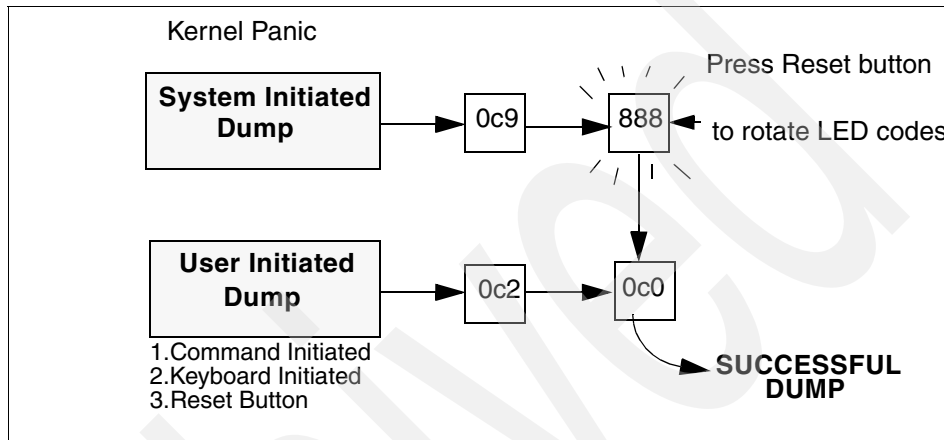 Kernel Panic
System Initiated
Dump
0c9
888
Press Reset button
to rotate LED codes
User Initiated
Dump
0c2
0c0
1.Command Initiated
2.Keyboard Initiated
3.Reset Button
SUCCESSFUL
DUMP